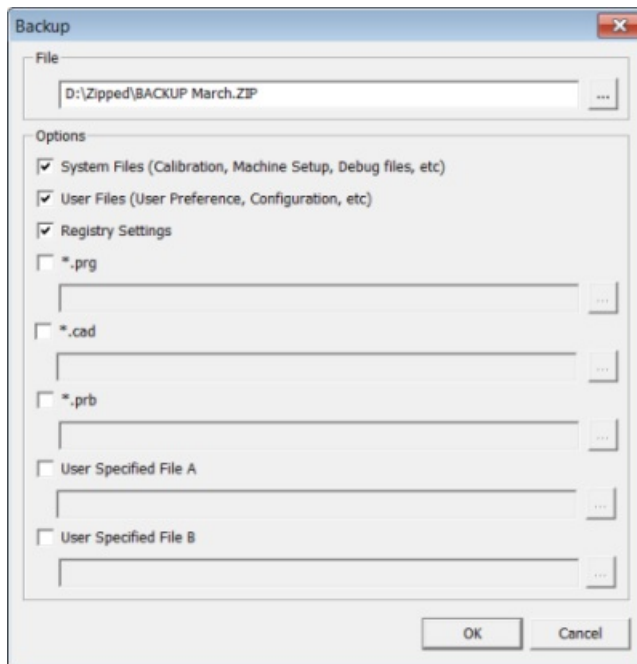 Backup
File
D:\Zipped\BACKUP March.ZIP
...
Options
System Files (Calibration, Machine Setup, Debug files, etc)
User Files (User Preference, Configuration, etc)
Registry Settings
*.prg
...
*.cad
...
*.prb
...
User Specified File A
...
User Specified File B
...
OK Cancel